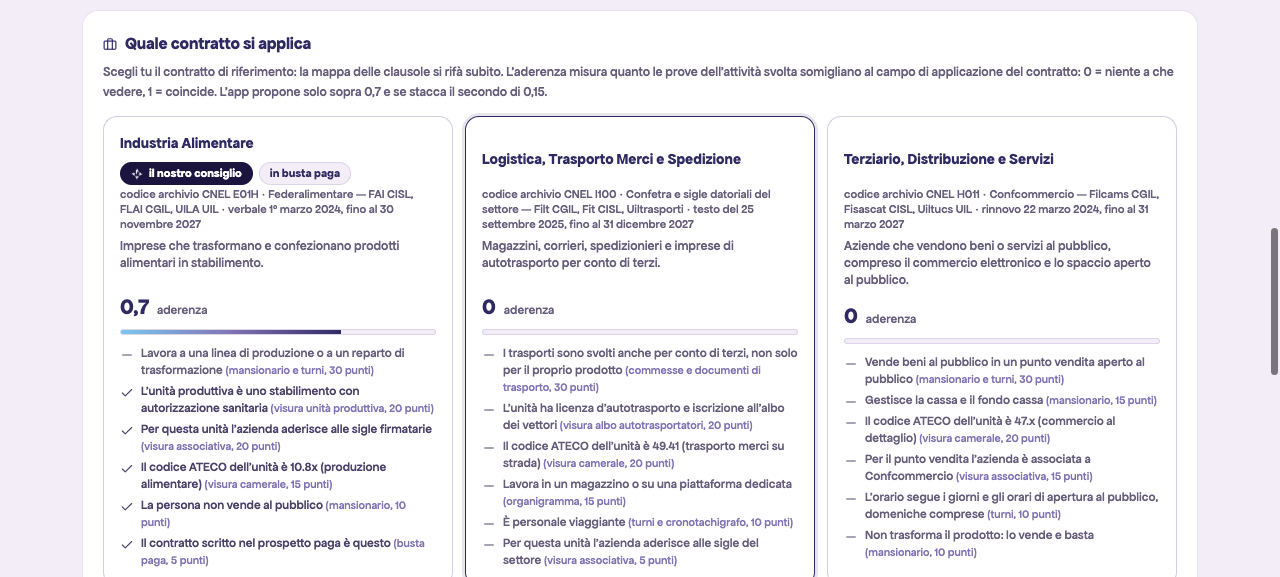 Quale contratto si applica
Scegli tu il contratto di riferimento: la mappa delle clausole si rifà subito. L'aderenza misura quanto le prove dell'attività svolta somigliano al campo di applicazione del contratto: 0 = niente a che
vedere, 1 = coincide. L'app propone solo sopra 0,7 e se stacca il secondo di 0,15.
Industria Alimentare
il nostro consiglio
in busta paga
codice archivio CNEL E01H · Federalimentare — FAI CISL,
FLAI CGIL, UILA UIL · verbale 1° marzo 2024, fino al 30
novembre 2027
Imprese che trasformano e confezionano prodotti
alimentari in stabilimento.
0,7 aderenza
— Lavora a una linea di produzione o a un reparto di
trasformazione (mansionario e turni, 30 punti)
✓ L'unità produttiva è uno stabilimento con
autorizzazione sanitaria (visura unità produttiva, 20 punti)
✓ Per questa unità l'azienda aderisce alle sigle firmatarie
(visura associativa, 20 punti)
✓ Il codice ATECO dell'unità è 10.8x (produzione
alimentare) (visura camerale, 15 punti)
✓ La persona non vende al pubblico (mansionario, 10
punti)
✓ Il contratto scritto nel prospetto paga è questo (busta
paga, 5 punti)
Logistica, Trasporto Merci e Spedizione
codice archivio CNEL I100 · Confetra e sigle datoriali del
settore — Filt CGIL, Fit CISL, Uiltrasporti · testo del 25
settembre 2025, fino al 31 dicembre 2027
Magazzini, corrieri, spedizionieri e imprese di
autotrasporto per conto di terzi.
0 aderenza
— I trasporti sono svolti anche per conto di terzi, non solo
per il proprio prodotto (commesse e documenti di
trasporto, 30 punti)
— L'unità ha licenza d'autotrasporto e iscrizione all'albo
dei vettori (visura albo autotrasportatori, 20 punti)
— Il codice ATECO dell'unità è 49.41 (trasporto merci su
strada) (visura camerale, 20 punti)
— Lavora in un magazzino o su una piattaforma dedicata
(organigramma, 15 punti)
— È personale viaggiante (turni e cronotachigrafo, 10 punti)
— Per questa unità l'azienda aderisce alle sigle del
settore (visura associativa, 5 punti)
Terziario, Distribuzione e Servizi
codice archivio CNEL H011 · Confcommercio — Filcams CGIL,
Fisascat CISL, Uiltucs UIL · rinnovo 22 marzo 2024, fino al 31
marzo 2027
Aziende che vendono beni o servizi al pubblico,
compreso il commercio elettronico e lo spaccio aperto
al pubblico.
0 aderenza
— Vende beni al pubblico in un punto vendita aperto al
pubblico (mansionario e turni, 30 punti)
— Gestisce la cassa e il fondo cassa (mansionario, 15 punti)
— Il codice ATECO dell'unità è 47.x (commercio al
dettaglio) (visura camerale, 20 punti)
— Per il punto vendita l'azienda è associata a
Confcommercio (visura associativa, 15 punti)
— L'orario segue i giorni e gli orari di apertura al pubblico,
domeniche comprese (turni, 10 punti)
— Non trasforma il prodotto: lo vende e basta
(mansionario, 10 punti)